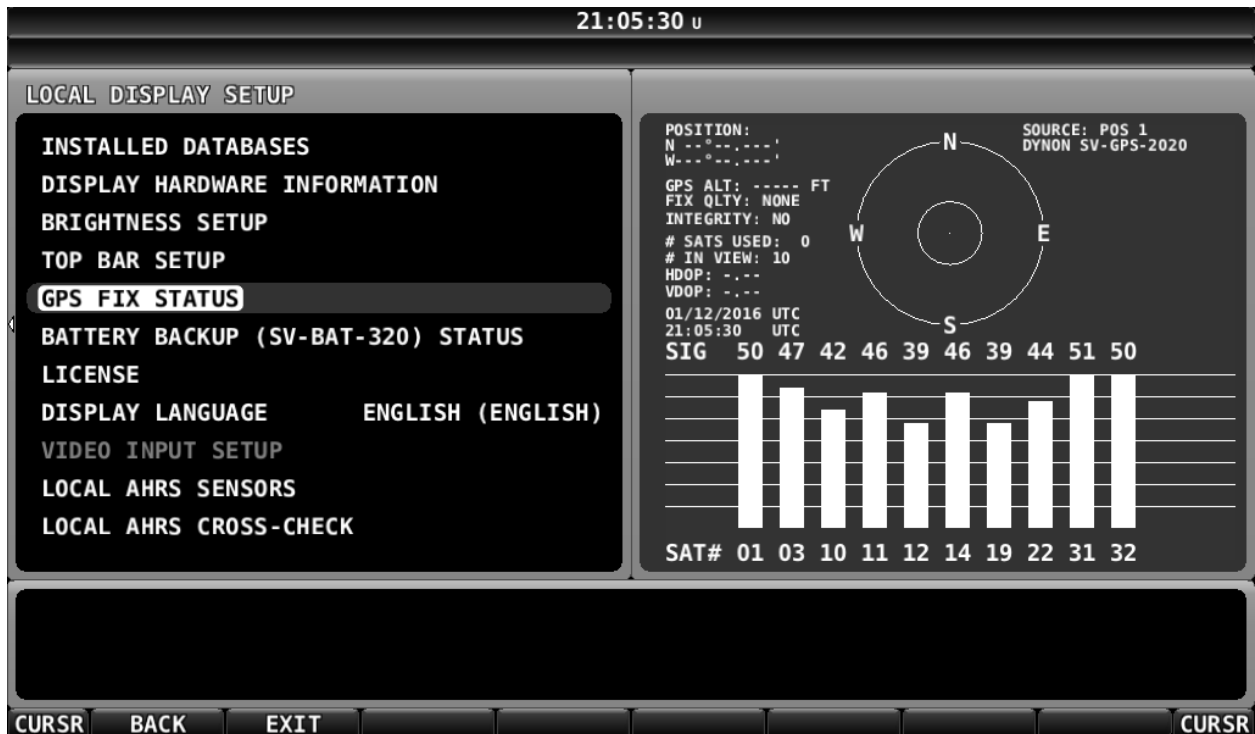 21:05:30 U
LOCAL DISPLAY SETUP
INSTALLED DATABASES
DISPLAY HARDWARE INFORMATION
BRIGHTNESS SETUP
TOP BAR SETUP
GPS FIX STATUS
BATTERY BACKUP (SV-BAT-320) STATUS
LICENSE
DISPLAY LANGUAGE ENGLISH (ENGLISH)
VIDEO INPUT SETUP
LOCAL AHRS SENSORS
LOCAL AHRS CROSS-CHECK
POSITION:
N --°--.---'
W---°--.---'
GPS ALT: ----- FT
FIX QLTY: NONE
INTEGRITY: NO
# SATS USED: 0
# IN VIEW: 10
HDOP: -.--
VDOP: -.--
01/12/2016 UTC
21:05:30 UTC
N
W E
S
SOURCE: POS 1
DYNON SV-GPS-2020
SIG 50 47 42 46 39 46 39 44 51 50
SAT# 01 03 10 11 12 14 19 22 31 32
CURSR BACK EXIT CURSR